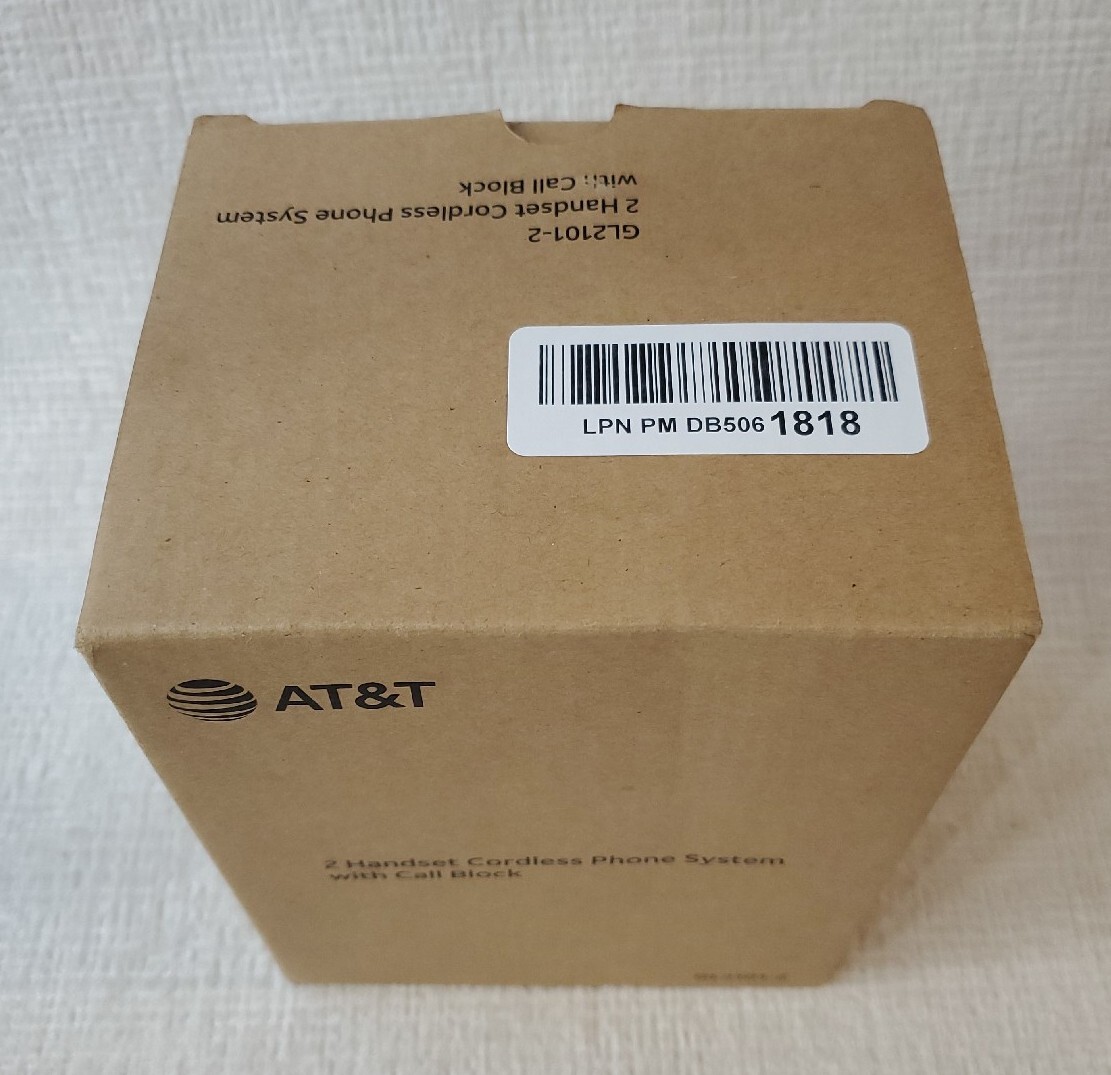 GL2101-2
2 Handset Cordless Phone System
with Call Block
LPN PM DB506 1818
AT&T
2 Handset Cordless Phone System
with Call Block